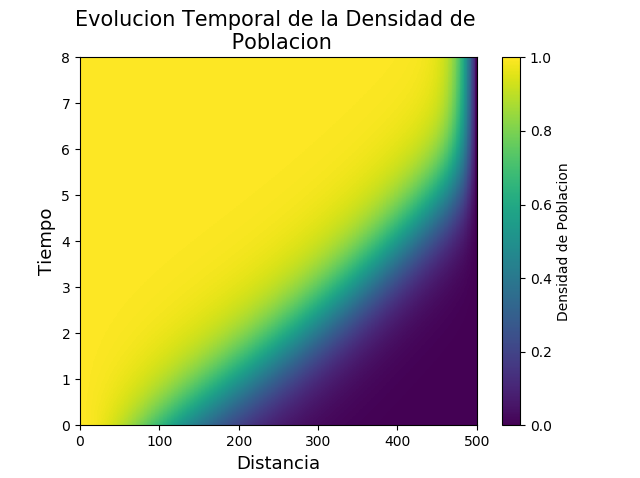 Evolucion Temporal de la Densidad de
Poblacion
8
7
6
5
4
3
2
1
0
Tiempo
0 100 200 300 400 500
Distancia
1.0
0.8
0.6
0.4
0.2
0.0
Densidad de Poblacion